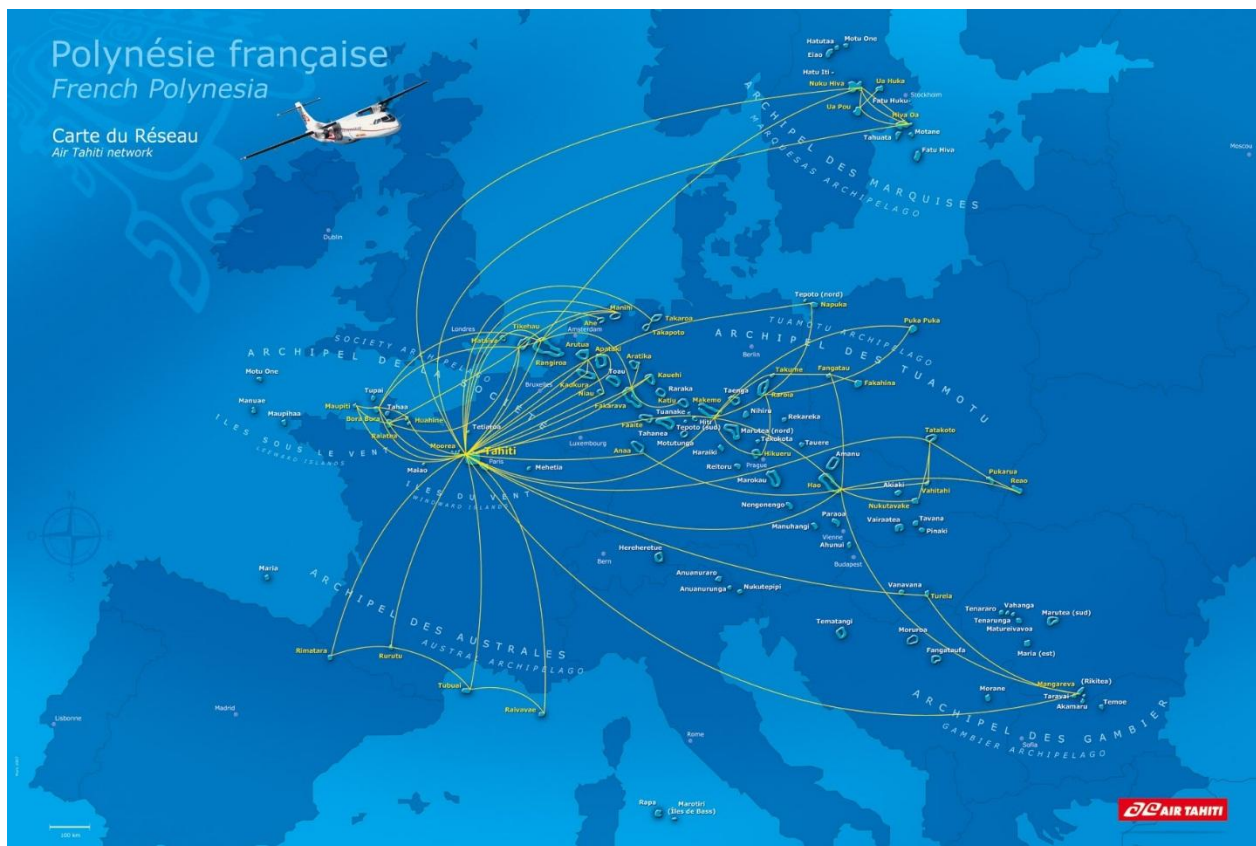 Polynésie française
French Polynesia
Carte du Réseau
Air Tahiti network
Hatutaa
Motu One
Eiao
Hatu Iti -
Nuku Hiva
Ua Huka
Stockholm
Fatu Huku
Ua Pou
Hiva Oa
Motane
Tahuata
Fatu Hiva
ARCHIPEL DES MARQUISES
MARQUESAS ARCHIPELAGO
Moscou
Dublin
Tepoto (nord)
Napuka
Manihi
Ahe
Takaroa
Takapoto
Puka Puka
TUAMOTU ARCHIPELAGO
ARCHIPEL DES TUAMOTU
Londres
Tikehau
Mataiva
Amsterdam
Rangiroa
Arutua
Apataki
Aratika
Berlin
SOCIETY ARCHIPELAGO
ARCHIPEL DE LA SOCIÉTÉ
Motu One
Manuae
Maupihaa
Tupai
Maupiti
Bora Bora
Tahaa
Huahine
Raiatea
Bruxelles
Kaukura
Niau
Toau
Kauehi
Raraka
Fakarava
Katiu
Taenga
Makemo
Takume
Raroia
Fangatau
Fakahina
Nihiru
Rekareka
Tuanake
Hiti
Tepoto (sud)
Marutea (nord)
Tekokota
Tauere
Faaite
Tahanea
Motutunga
Anaa
Haraiki
Reitoru
Hikueru
Prague
Marokau
Amanu
Hao
Tatakoto
Pukarua
Reao
Akiaki
Vahitahi
Nukutavake
Vairaatea
Tavana
Pinaki
Luxembourg
Tetiaroa
Moorea
Tahiti
Paris
Maiao
Mehetia
ILES SOUS LE VENT
LEEWARD ISLANDS
ILES DU VENT
WINDWARD ISLANDS
Nengenengo
Manuhangi
Paraoa
Vienne
Ahunui
Budapest
Bern
Hereheretue
Anuanuraro
Anuanurunga
Nukutepipi
Vanavana
Tureia
Tenararo
Vahanga
Tenarunga
Matureivavoa
Marutea (sud)
Maria (est)
Tematangi
Moruroa
Fangataufa
Maria
ARCHIPEL DES AUSTRALES
AUSTRAL ARCHIPELAGO
Rimatara
Rurutu
Tubuai
Raivavae
Morane
Mangareva
(Rikitea)
Taravai
Akamaru
Temoe
ARCHIPEL DES GAMBIER
GAMBIER ARCHIPELAGO
Sofia
Lisbonne
Madrid
Rome
Rapa
Marotiri
(Îles de Bass)
100 km
AIR TAHITI